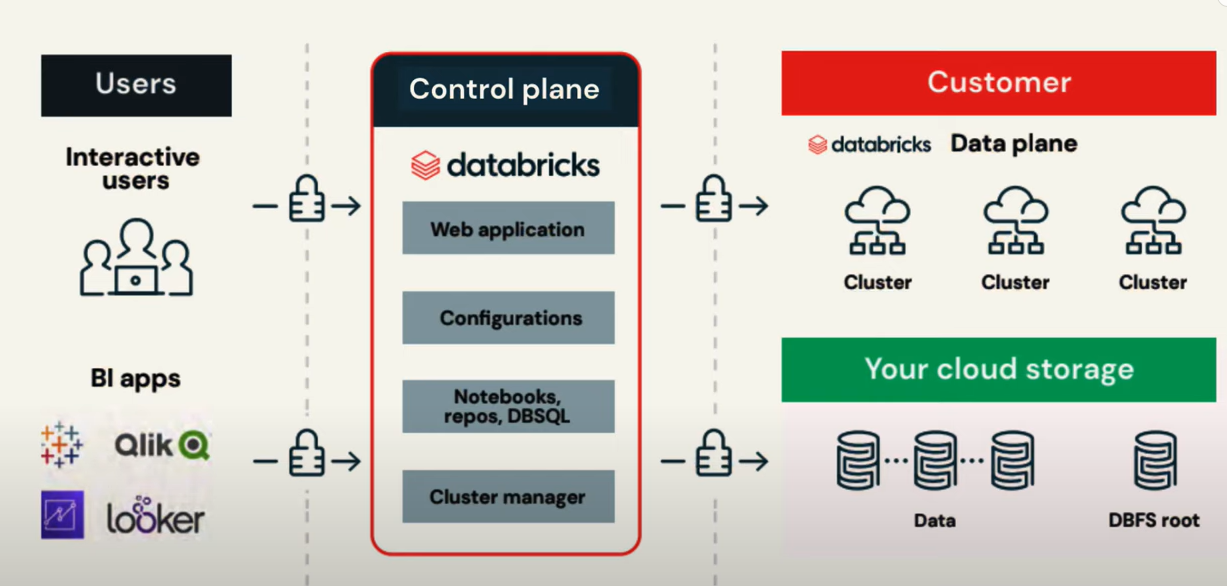 Users
Interactive
users
BI apps
Qlik
looker
Control plane
databricks
Web application
Configurations
Notebooks,
repos, DBSQL
Cluster manager
Customer
databricks Data plane
Cluster Cluster Cluster
Your cloud storage
Data DBFS root